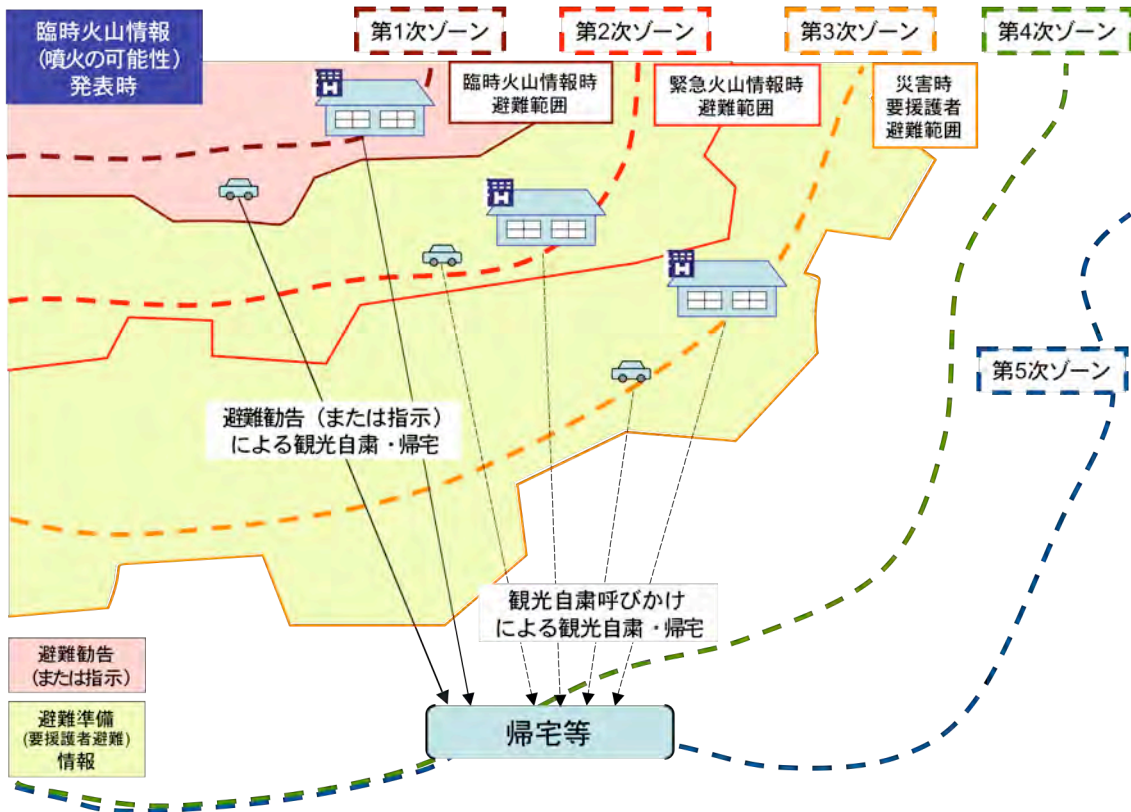 臨時火山情報
(噴火の可能性)
発表時
第1次ゾーン
第2次ゾーン
第3次ゾーン
第4次ゾーン
臨時火山情報時
避難範囲
緊急火山情報時
避難範囲
災害時
要援護者
避難範囲
H
H
H
第5次ゾーン
避難勧告（または指示）
による観光自粛・帰宅
観光自粛呼びかけ
による観光自粛・帰宅
避難勧告
(または指示)
避難準備
(要援護者避難)
情報
帰宅等